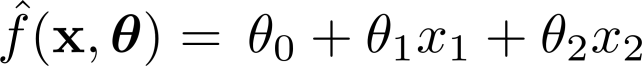 f̂(𝐱, 𝜽) = θ₀ + θ₁x₁ + θ₂x₂